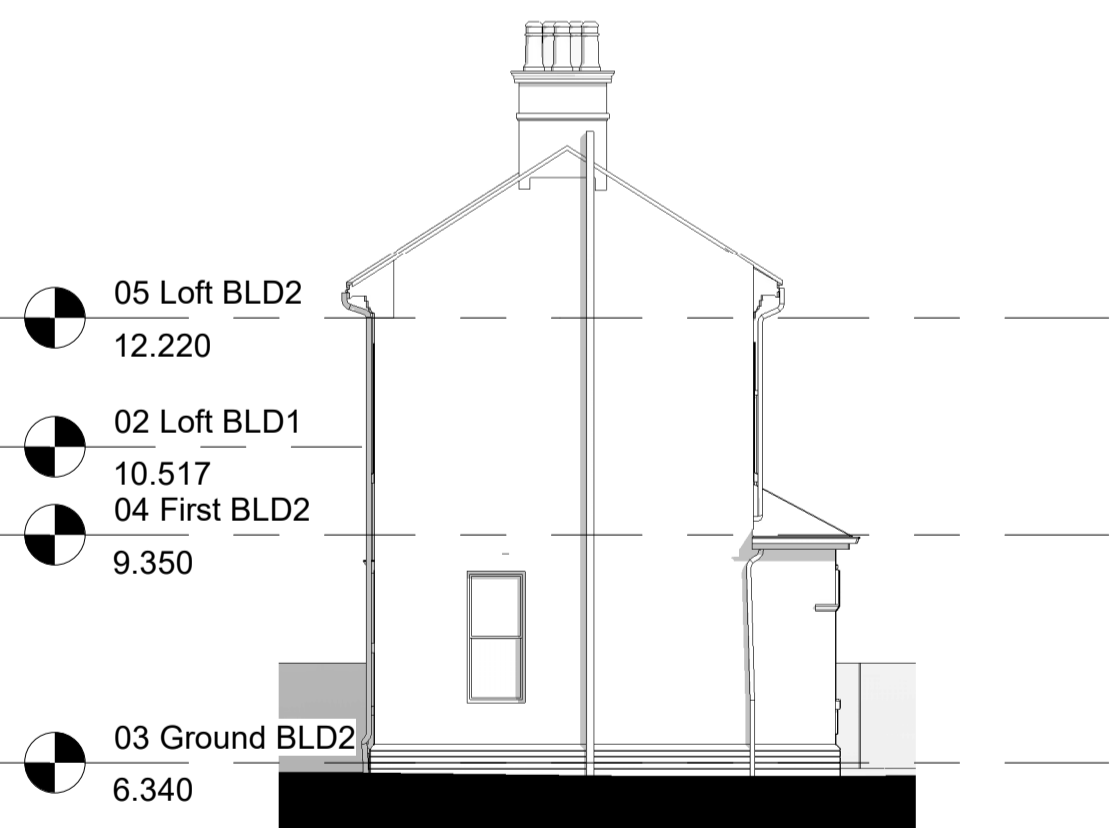 05 Loft BLD2
12.220
02 Loft BLD1
10.517
04 First BLD2
9.350
03 Ground BLD2
6.340